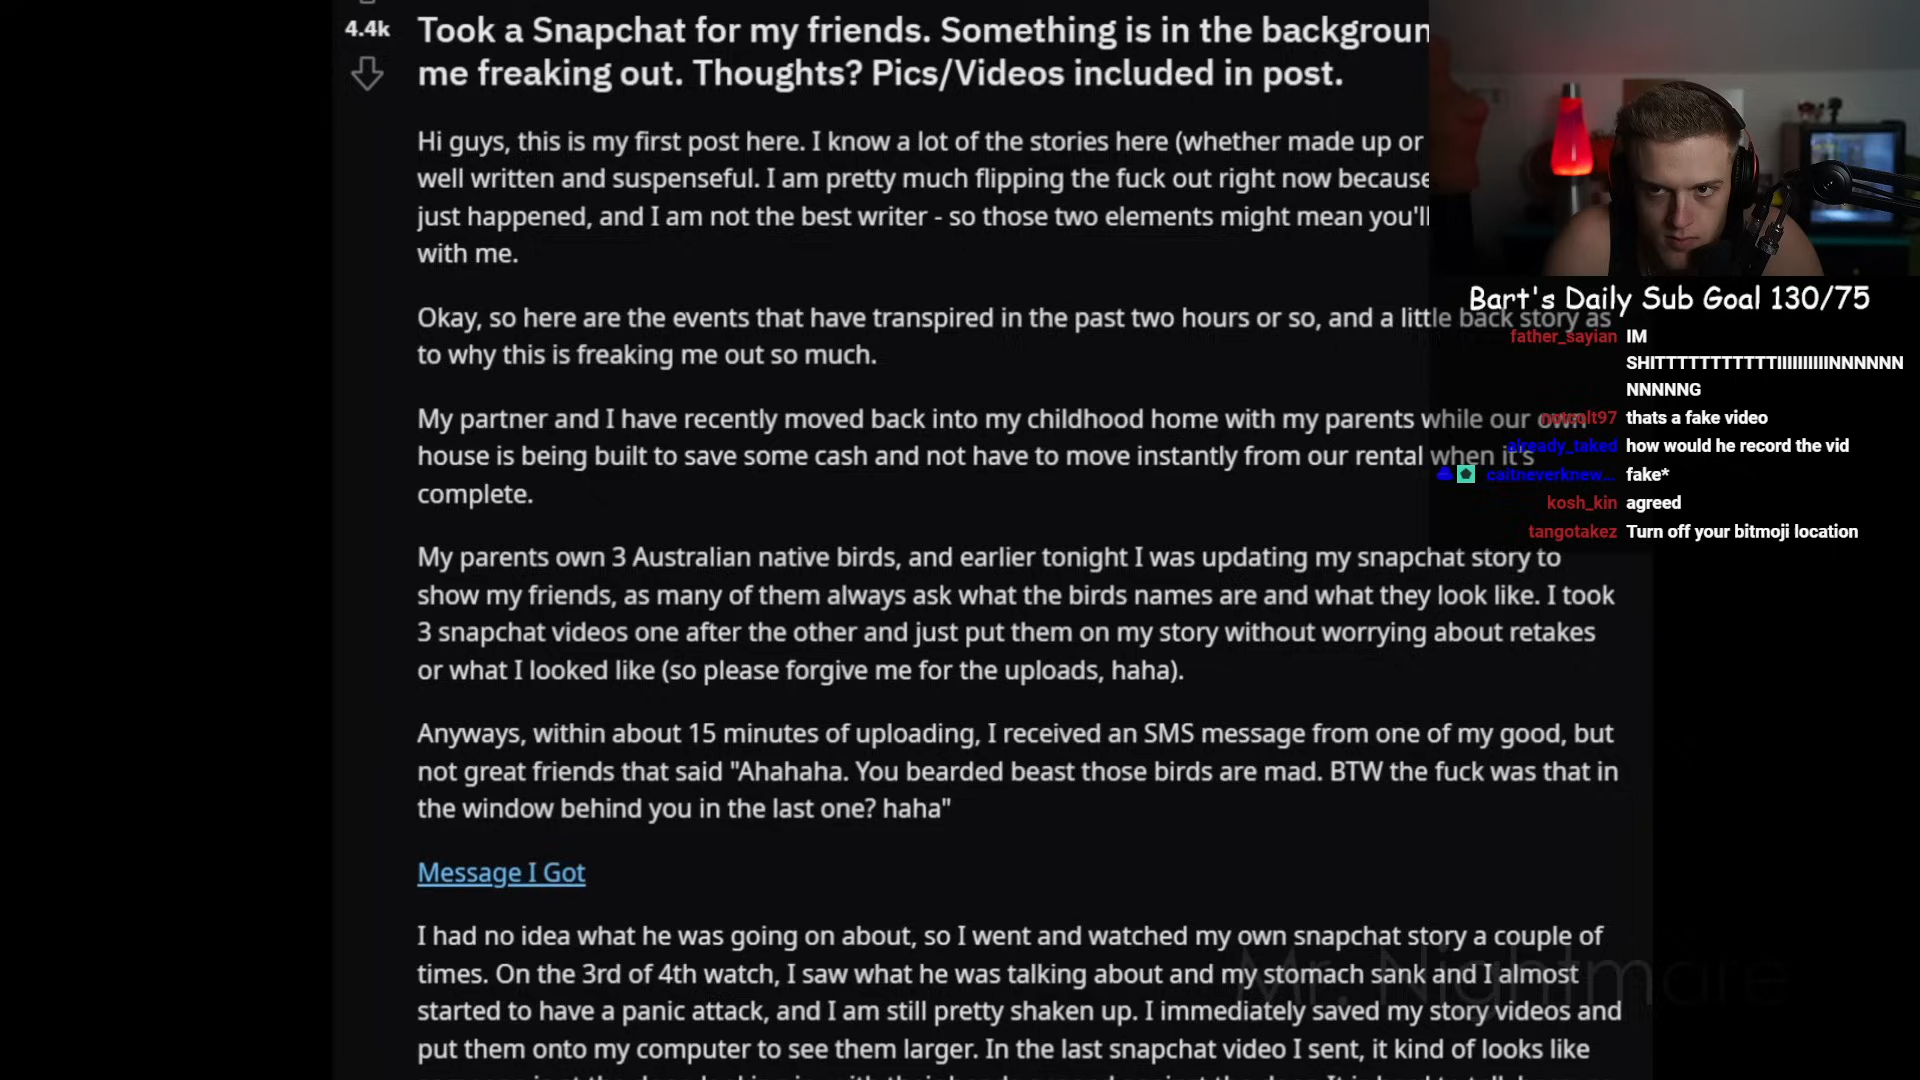 4.4k
Took a Snapchat for my friends. Something is in the backgroun
me freaking out. Thoughts? Pics/Videos included in post.
Hi guys, this is my first post here. I know a lot of the stories here (whether made up or
well written and suspenseful. I am pretty much flipping the fuck out right now because
just happened, and I am not the best writer - so those two elements might mean you'll
with me.
Okay, so here are the events that have transpired in the past two hours or so, and a little back story as
to why this is freaking me out so much.
My partner and I have recently moved back into my childhood home with my parents while our own
house is being built to save some cash and not have to move instantly from our rental when it's
complete.
My parents own 3 Australian native birds, and earlier tonight I was updating my snapchat story to
show my friends, as many of them always ask what the birds names are and what they look like. I took
3 snapchat videos one after the other and just put them on my story without worrying about retakes
or what I looked like (so please forgive me for the uploads, haha).
Anyways, within about 15 minutes of uploading, I received an SMS message from one of my good, but
not great friends that said "Ahahaha. You bearded beast those birds are mad. BTW the fuck was that in
the window behind you in the last one? haha"
Message I Got
I had no idea what he was going on about, so I went and watched my own snapchat story a couple of
times. On the 3rd of 4th watch, I saw what he was talking about and my stomach sank and I almost
started to have a panic attack, and I am still pretty shaken up. I immediately saved my story videos and
put them onto my computer to see them larger. In the last snapchat video I sent, it kind of looks like
Mr. Nightmare
Bart's Daily Sub Goal 130/75
father_sayian IM
SHITTTTTTTTTTTIIIIIIIIIINNNNNN
NNNNNG
thats a fake video
already_taked how would he record the vid
caitneverknew... fake*
kosh_kin agreed
tangotakez Turn off your bitmoji location